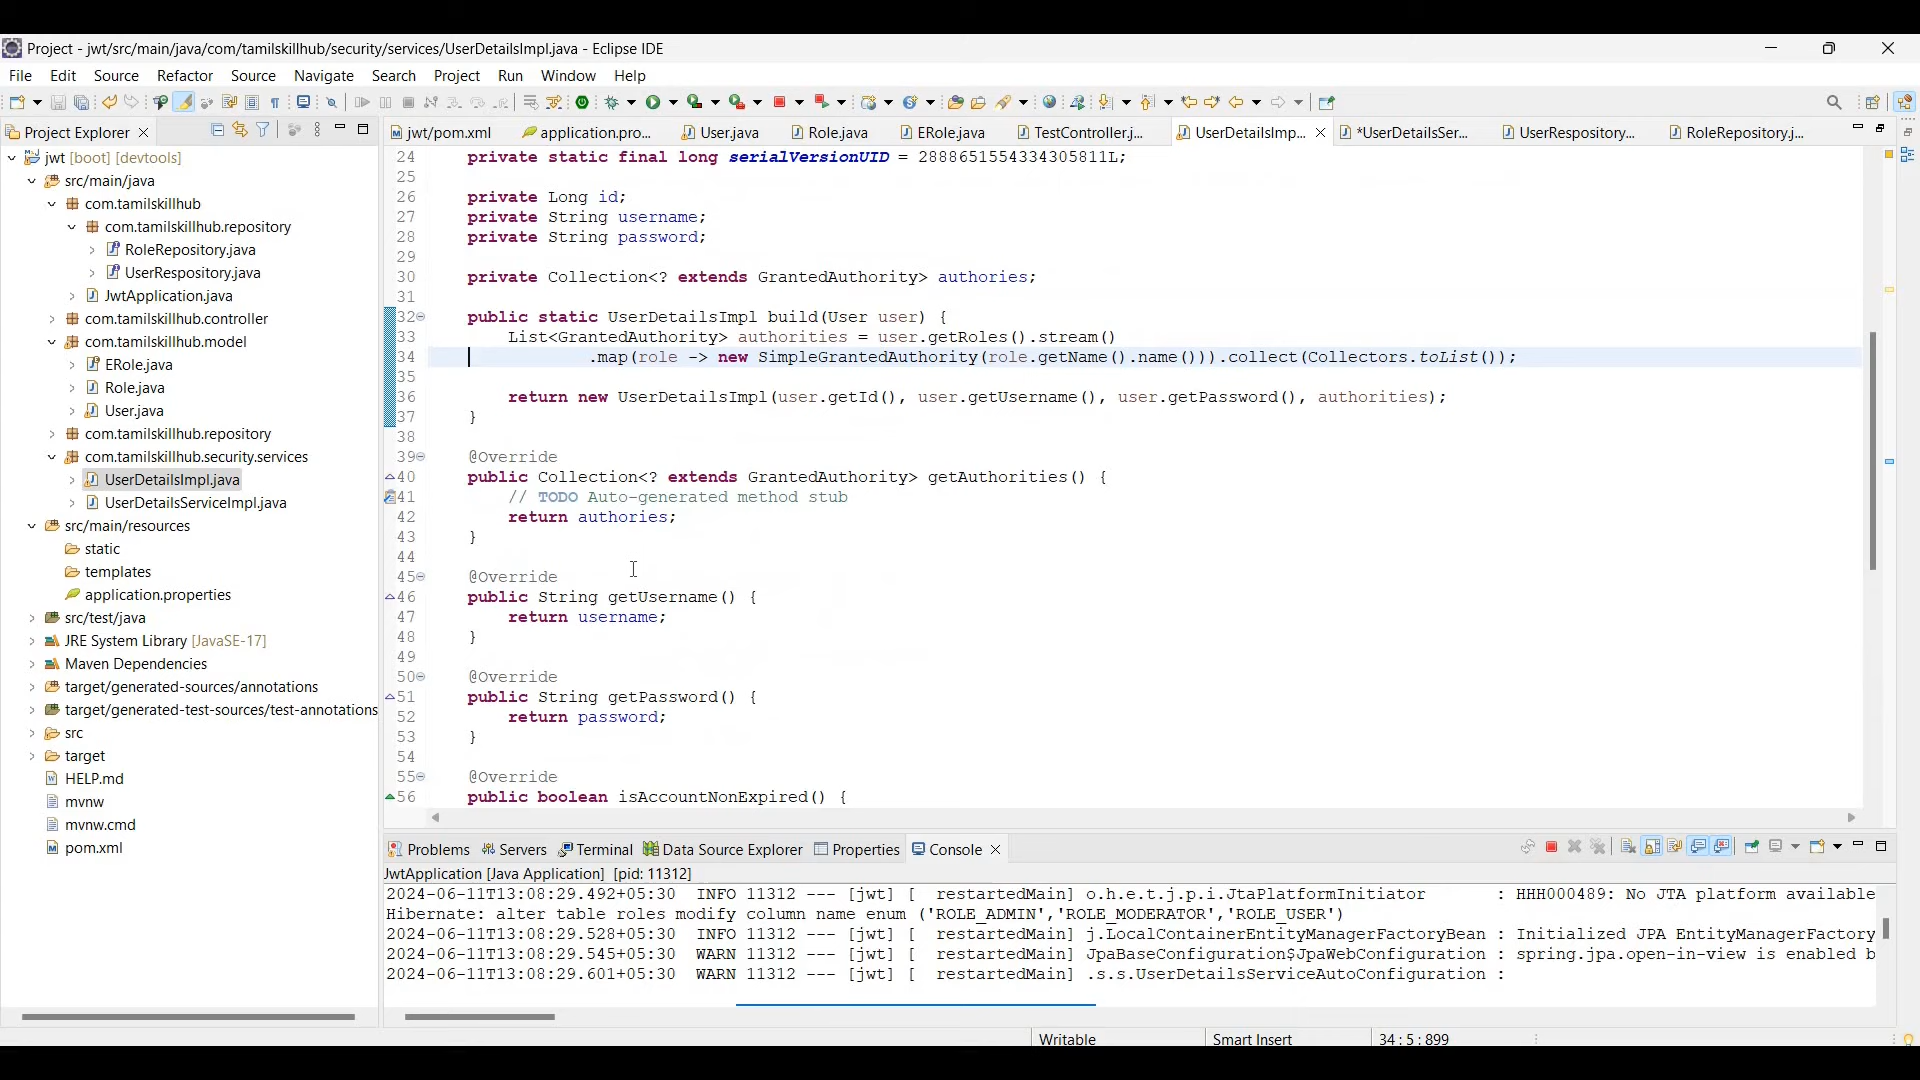 Project - jwt/src/main/java/com/tamilskillhub/security/services/UserDetailsImpl.java - Eclipse IDE
File Edit Source Refactor Source Navigate Search Project Run Window Help
Project Explorer
jwt/pom.xml application.pro... User.java Role.java ERole.java TestController.j... UserDetailsImp... *UserDetailsSer... UserRespository... RoleRepository.j...
jwt [boot] [devtools]
src/main/java
com.tamilskillhub
com.tamilskillhub.repository
RoleRepository.java
UserRespository.java
JwtApplication.java
com.tamilskillhub.controller
com.tamilskillhub.model
ERole.java
Role.java
User.java
com.tamilskillhub.repository
com.tamilskillhub.security.services
UserDetailsImpl.java
UserDetailsServiceImpl.java
src/main/resources
static
templates
application.properties
src/test/java
JRE System Library [JavaSE-17]
Maven Dependencies
target/generated-sources/annotations
target/generated-test-sources/test-annotations
src
target
HELP.md
mvnw
mvnw.cmd
pom.xml
24 private static final long serialVersionUID = 2888651554334305811L;
25
26 private Long id;
27 private String username;
28 private String password;
29
30 private Collection<? extends GrantedAuthority> authories;
31
32 public static UserDetailsImpl build(User user) {
33 List<GrantedAuthority> authorities = user.getRoles().stream()
34 .map(role -> new SimpleGrantedAuthority(role.getName().name())).collect(Collectors.toList());
35
36 return new UserDetailsImpl(user.getId(), user.getUsername(), user.getPassword(), authorities);
37 }
38
39 @Override
40 public Collection<? extends GrantedAuthority> getAuthorities() {
41 // TODO Auto-generated method stub
42 return authories;
43 }
44
45 @Override
46 public String getUsername() {
47 return username;
48 }
49
50 @Override
51 public String getPassword() {
52 return password;
53 }
54
55 @Override
56 public boolean isAccountNonExpired() {
Problems Servers Terminal Data Source Explorer Properties Console
JwtApplication [Java Application] [pid: 11312]
2024-06-11T13:08:29.492+05:30 INFO 11312 --- [jwt] [ restartedMain] o.h.e.t.j.p.i.JtaPlatformInitiator : HHH000489: No JTA platform available
Hibernate: alter table roles modify column name enum ('ROLE_ADMIN','ROLE_MODERATOR','ROLE_USER')
2024-06-11T13:08:29.528+05:30 INFO 11312 --- [jwt] [ restartedMain] j.LocalContainerEntityManagerFactoryBean : Initialized JPA EntityManagerFactory
2024-06-11T13:08:29.545+05:30 WARN 11312 --- [jwt] [ restartedMain] JpaBaseConfiguration$JpaWebConfiguration : spring.jpa.open-in-view is enabled b
2024-06-11T13:08:29.601+05:30 WARN 11312 --- [jwt] [ restartedMain] .s.s.UserDetailsServiceAutoConfiguration :
Writable Smart Insert 34 : 5 : 899